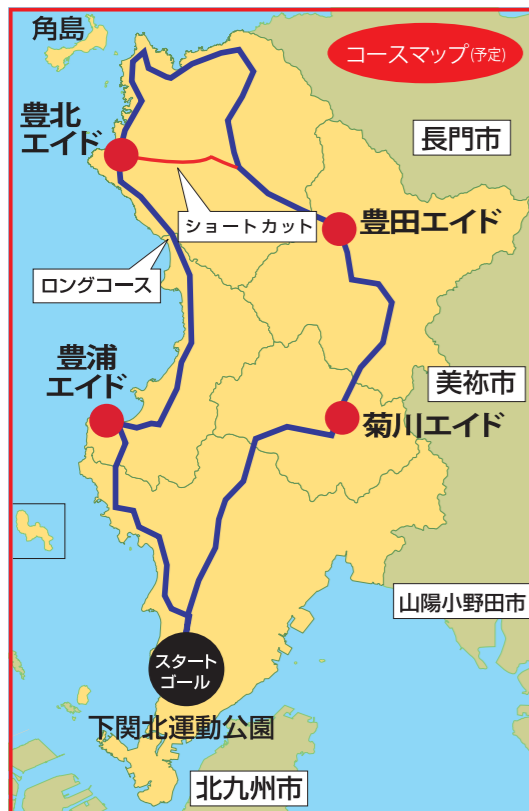 角島
コースマップ(予定)
豊北
エイド
長門市
ショートカット
豊田エイド
ロングコース
豊浦
エイド
美祢市
菊川エイド
山陽小野田市
スタート
ゴール
下関北運動公園
北九州市